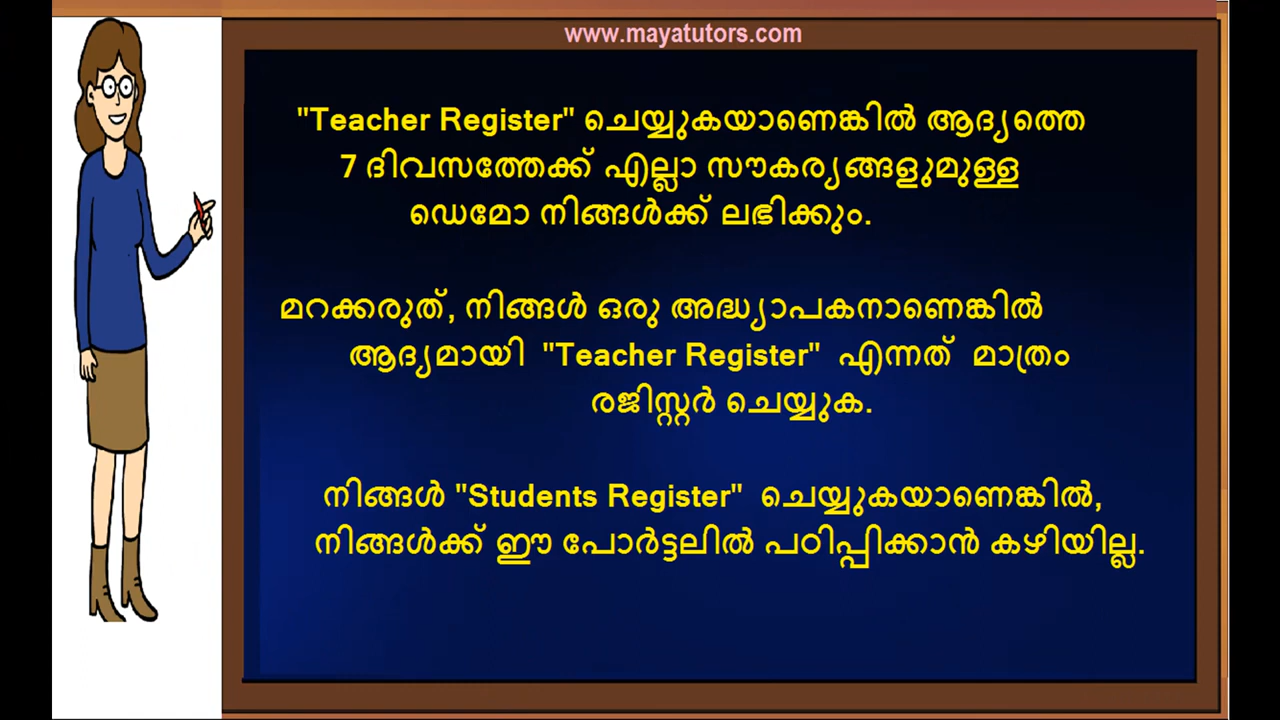 www.mayatutors.com
"Teacher Register" ചെയ്യുകയാണെങ്കിൽ ആദ്യത്തെ
7 ദിവസത്തേക്ക് എല്ലാ സൗകര്യങ്ങളുമുള്ള
ഡെമോ നിങ്ങൾക്ക് ലഭിക്കും.
മറക്കരുത്, നിങ്ങൾ ഒരു അദ്ധ്യാപകനാണെങ്കിൽ
ആദ്യമായി "Teacher Register" എന്നത് മാത്രം
രജിസ്റ്റർ ചെയ്യുക.
നിങ്ങൾ "Students Register" ചെയ്യുകയാണെങ്കിൽ,
നിങ്ങൾക്ക് ഈ പോർട്ടലിൽ പഠിപ്പിക്കാൻ കഴിയില്ല.